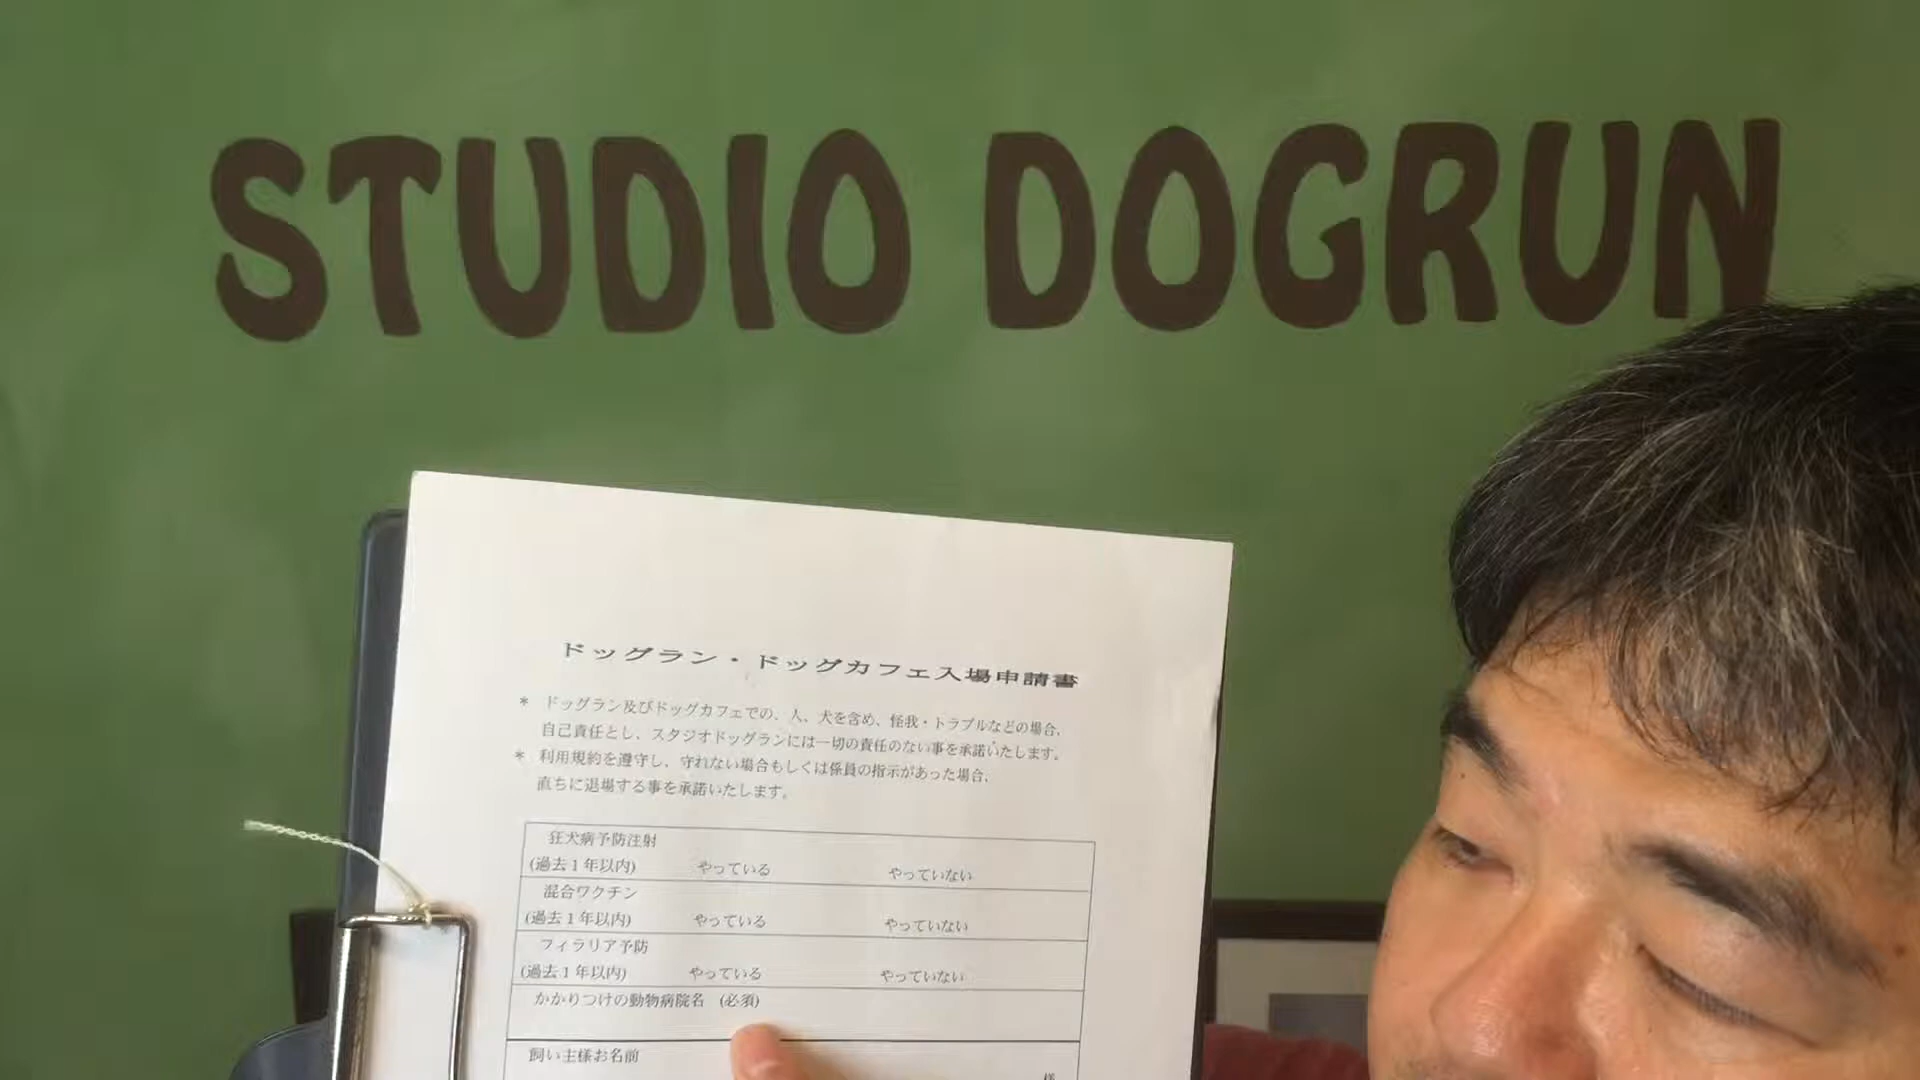 STUDIO DOGRUN
ドッグラン・ドッグカフェ入場申請書
* ドッグラン及びドッグカフェでの、人、犬を含め、怪我・トラブルなどの場合、
自己責任とし、スタジオドッグランには一切の責任のない事を承諾いたします。
* 利用規約を遵守し、守れない場合もしくは係員の指示があった場合、
直ちに退場する事を承諾いたします。
狂犬病予防注射
(過去1年以内) やっている やっていない
混合ワクチン
(過去1年以内) やっている やっていない
フィラリア予防
(過去1年以内) やっている やっていない
かかりつけの動物病院名 (必須)
飼い主様お名前
様